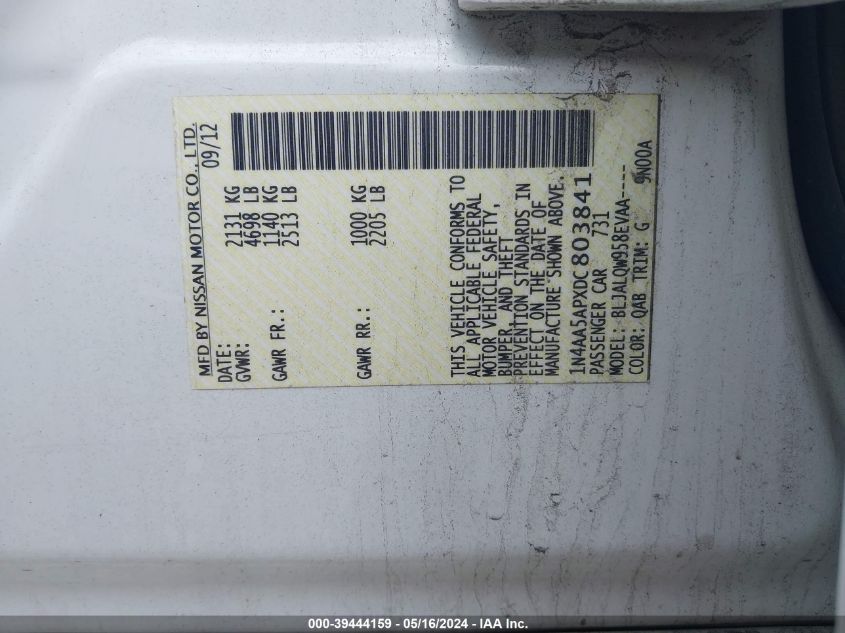 MFD BY NISSAN MOTOR CO., LTD.
DATE: 09/12
GVWR: 2131 KG
4698 LB
GAWR FR.: 1140 KG
2513 LB
GAWR RR.: 1000 KG
2205 LB
THIS VEHICLE CONFORMS TO
ALL APPLICABLE FEDERAL
MOTOR VEHICLE SAFETY,
BUMPER, AND THEFT
PREVENTION STANDARDS IN
EFFECT ON THE DATE OF
MANUFACTURE SHOWN ABOVE.
1N4AA5APXDC803841
PASSENGER CAR 731
MODEL: BLJALQW958EVAA----
COLOR: QAB TRIM: G 9N00A
000-39444159 - 05/16/2024 - IAA Inc.